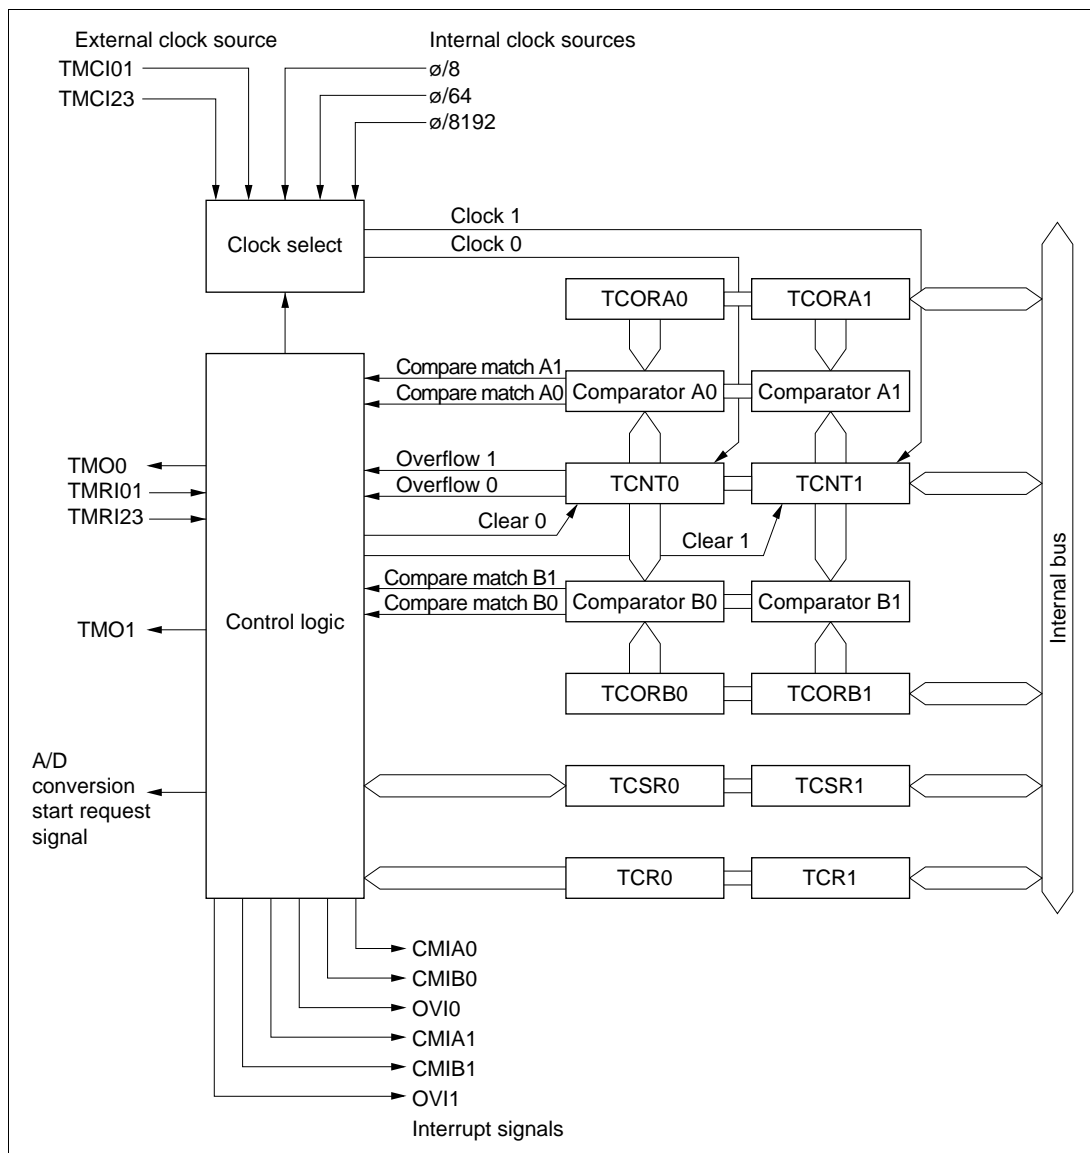 External clock source
Internal clock sources
TMCI01
ø/8
TMCI23
ø/64
ø/8192
Clock 1
Clock select
Clock 0
TCORA0
TCORA1
Compare match A1
Compare match A0
Comparator A0
Comparator A1
TMO0
Overflow 1
TMRI01
Overflow 0
TCNT0
TCNT1
TMRI23
Clear 0
Clear 1
Compare match B1
Compare match B0
Comparator B0
Comparator B1
Internal bus
TMO1
Control logic
TCORB0
TCORB1
A/D
conversion
start request
signal
TCSR0
TCSR1
TCR0
TCR1
CMIA0
CMIB0
OVI0
CMIA1
CMIB1
OVI1
Interrupt signals